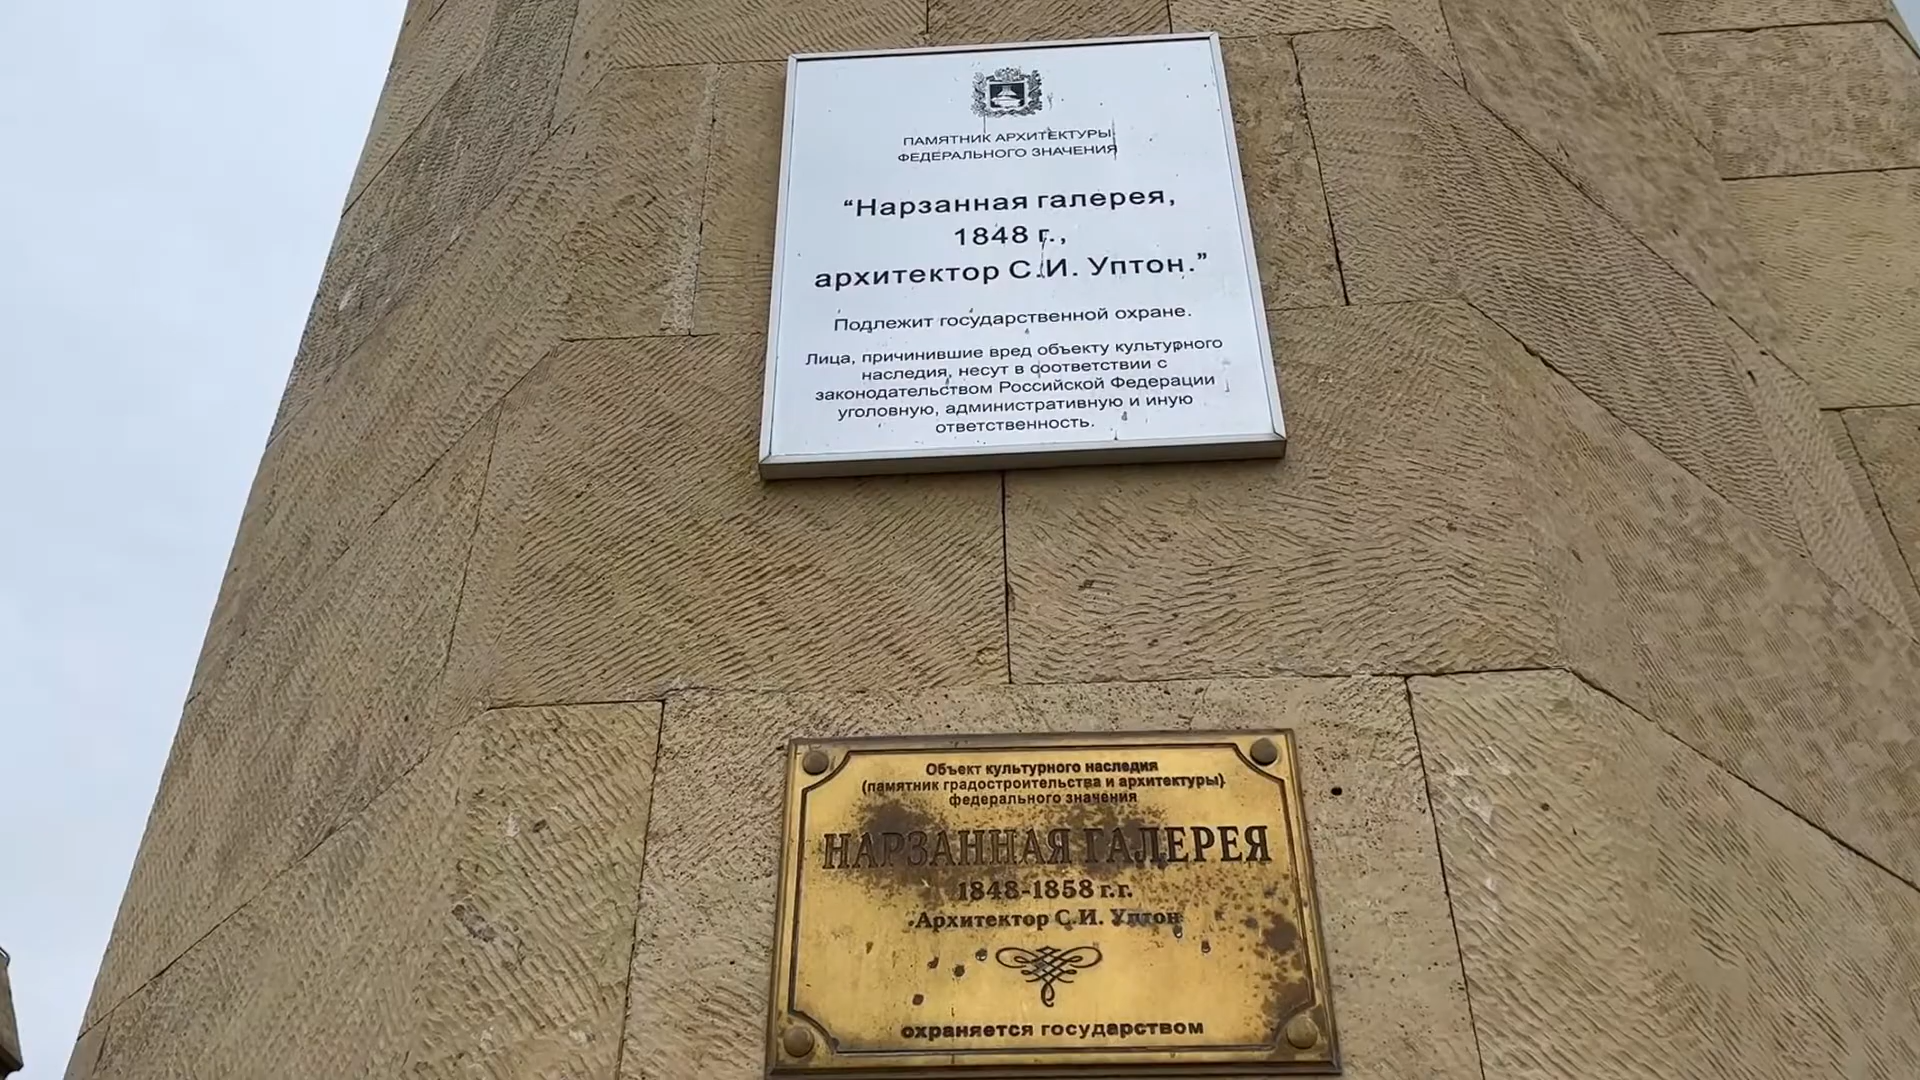 ПАМЯТНИК АРХИТЕКТУРЫ
ФЕДЕРАЛЬНОГО ЗНАЧЕНИЯ
“Нарзанная галерея,
1848 г.,
архитектор С.И. Уптон.”
Подлежит государственной охране.
Лица, причинившие вред объекту культурного
наследия, несут в соответствии с
законодательством Российской Федерации
уголовную, административную и иную
ответственность.
Объект культурного наследия
(памятник градостроительства и архитектуры)
федерального значения
НАРЗАННАЯ ГАЛЕРЕЯ
1848-1858 г.г.
Архитектор С.И. Уптон
охраняется государством